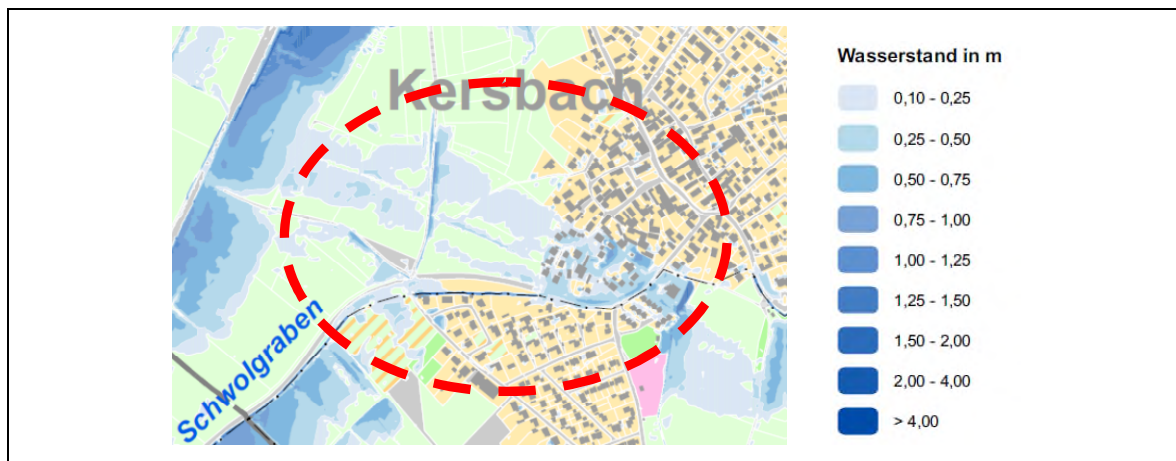 Kersbach
Schwolgraben
Wasserstand in m
0,10 - 0,25
0,25 - 0,50
0,50 - 0,75
0,75 - 1,00
1,00 - 1,25
1,25 - 1,50
1,50 - 2,00
2,00 - 4,00
> 4,00